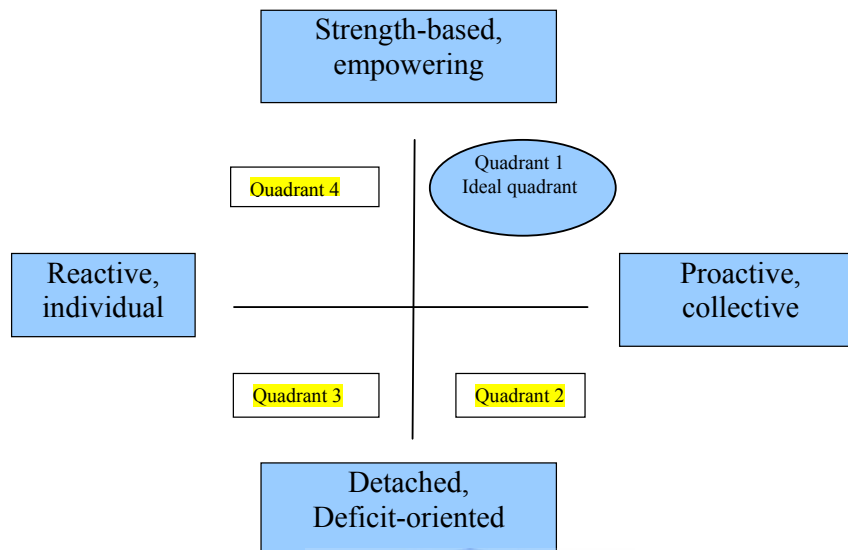 Strength-based,
empowering
Quadrant 1
Ideal quadrant
Quadrant 4
Reactive,
individual
Proactive,
collective
Quadrant 3
Quadrant 2
Detached,
Deficit-oriented